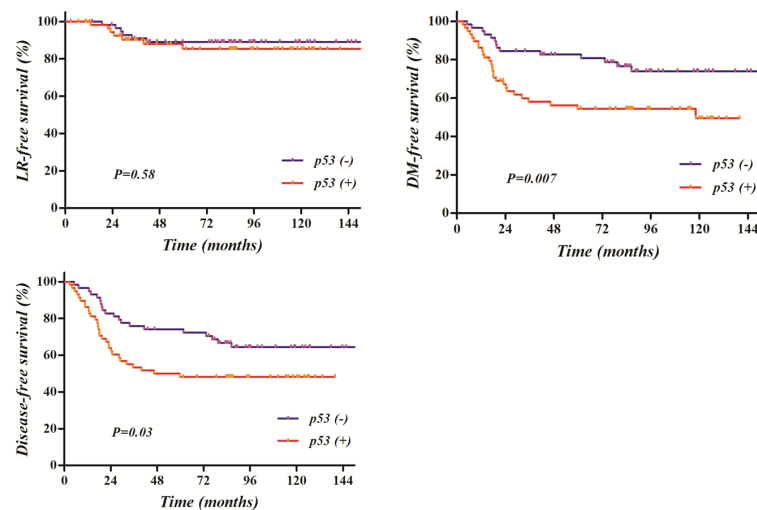 LR-free survival (%)
100
80
60
40
20
0
p53 (-)
p53 (+)
P=0.58
0 24 48 72 96 120 144
Time (months)
DM-free survival (%)
100
80
60
40
20
0
p53 (-)
p53 (+)
P=0.007
0 24 48 72 96 120 144
Time (months)
Disease-free survival (%)
100
80
60
40
20
0
p53 (-)
p53 (+)
P=0.03
0 24 48 72 96 120 144
Time (months)